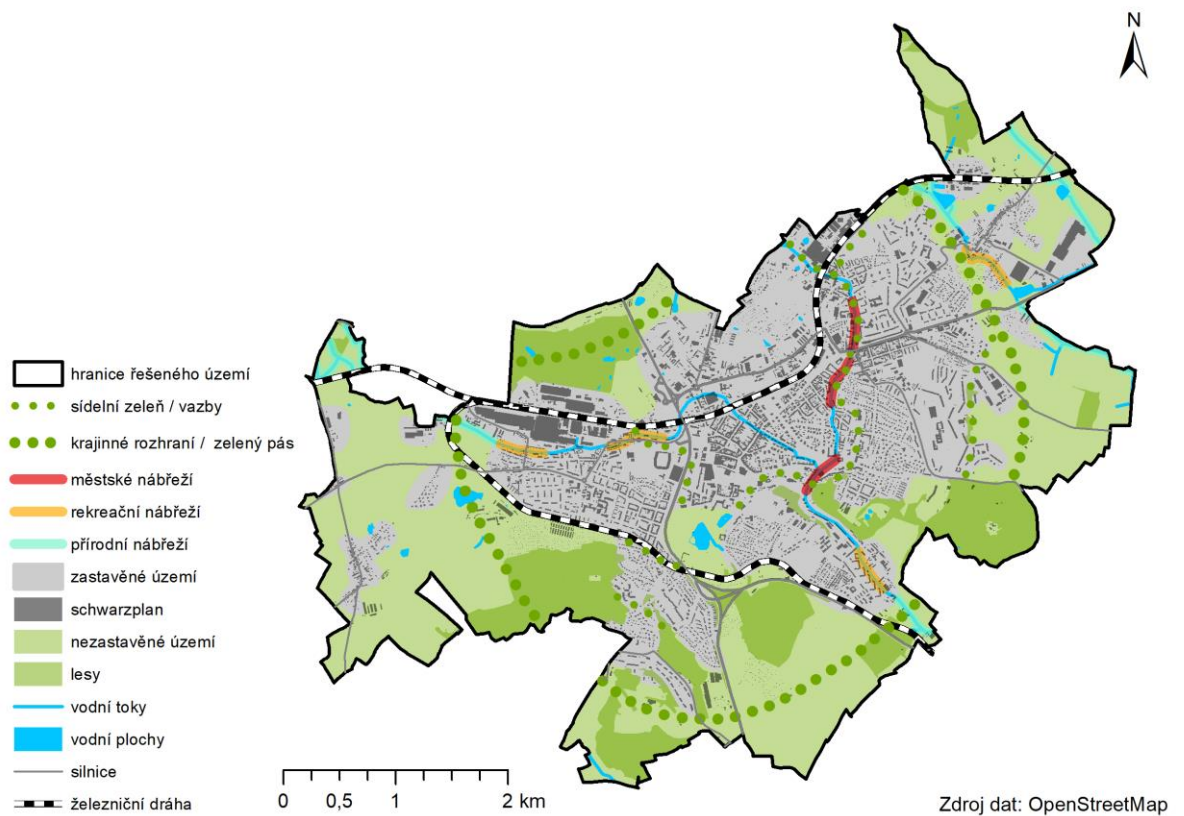 N
hranice řešeného území
sídelní zeleň / vazby
krajinné rozhraní / zelený pás
městské nábřeží
rekreační nábřeží
přírodní nábřeží
zastavěné území
schwarzplan
nezastavěné území
lesy
vodní toky
vodní plochy
silnice
železniční dráha
0 0,5 1 2 km
Zdroj dat: OpenStreetMap